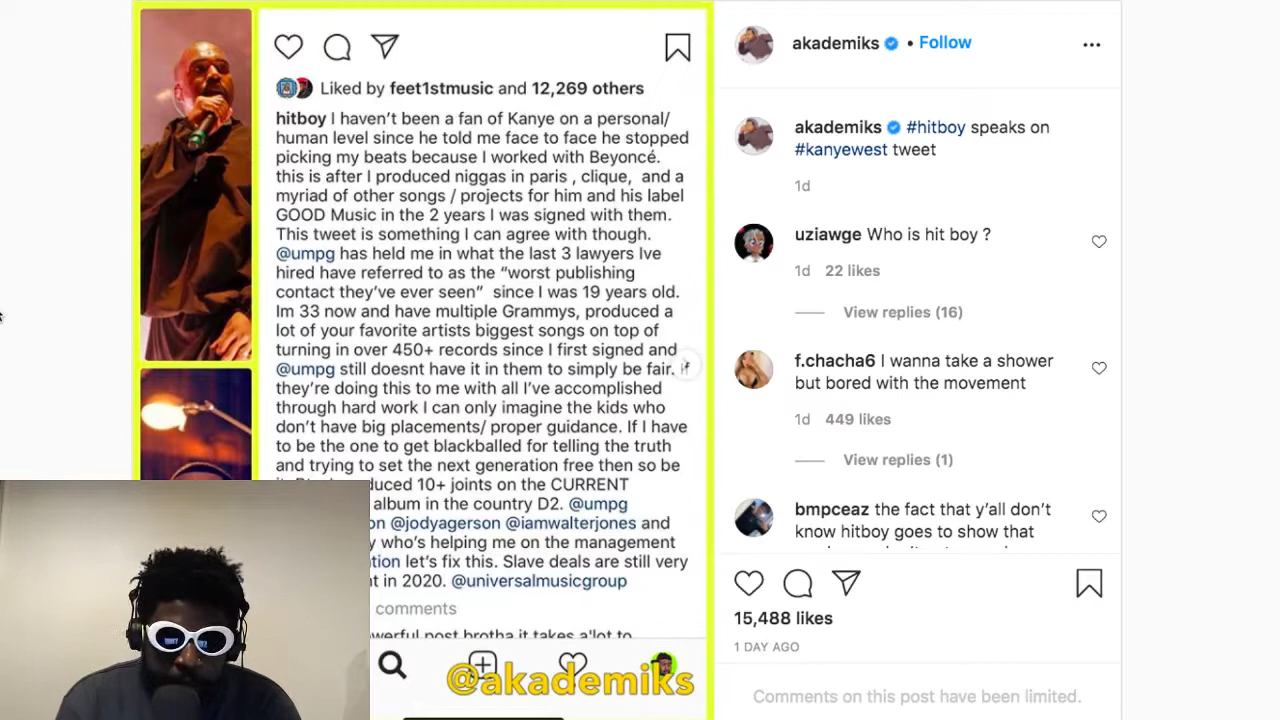 Liked by feet1stmusic and 12,269 others
hitboy I haven't been a fan of Kanye on a personal/
human level since he told me face to face he stopped
picking my beats because I worked with Beyoncé.
this is after I produced niggas in paris , clique, and a
myriad of other songs / projects for him and his label
GOOD Music in the 2 years I was signed with them.
This tweet is something I can agree with though.
@umpg has held me in what the last 3 lawyers Ive
hired have referred to as the “worst publishing
contact they've ever seen” since I was 19 years old.
Im 33 now and have multiple Grammys, produced a
lot of your favorite artists biggest songs on top of
turning in over 450+ records since I first signed and
@umpg still doesnt have it in them to simply be fair. if
they're doing this to me with all I've accomplished
through hard work I can only imagine the kids who
don't have big placements/ proper guidance. If I have
to be the one to get blackballed for telling the truth
and trying to set the next generation free then so be
duced 10+ joints on the CURRENT
album in the country D2. @umpg
@jodyagerson @iamwalterjones and
who's helping me on the management
let's fix this. Slave deals are still very
in 2020. @universalmusicgroup
comments
post brotha it takes a'lot to
@akademiks
akademiks • Follow
akademiks #hitboy speaks on
#kanyewest tweet
1d
uziawge Who is hit boy ?
1d 22 likes
View replies (16)
f.chacha6 I wanna take a shower
but bored with the movement
1d 449 likes
View replies (1)
bmpceaz the fact that y'all don't
know hitboy goes to show that
15,488 likes
1 DAY AGO
Comments on this post have been limited.